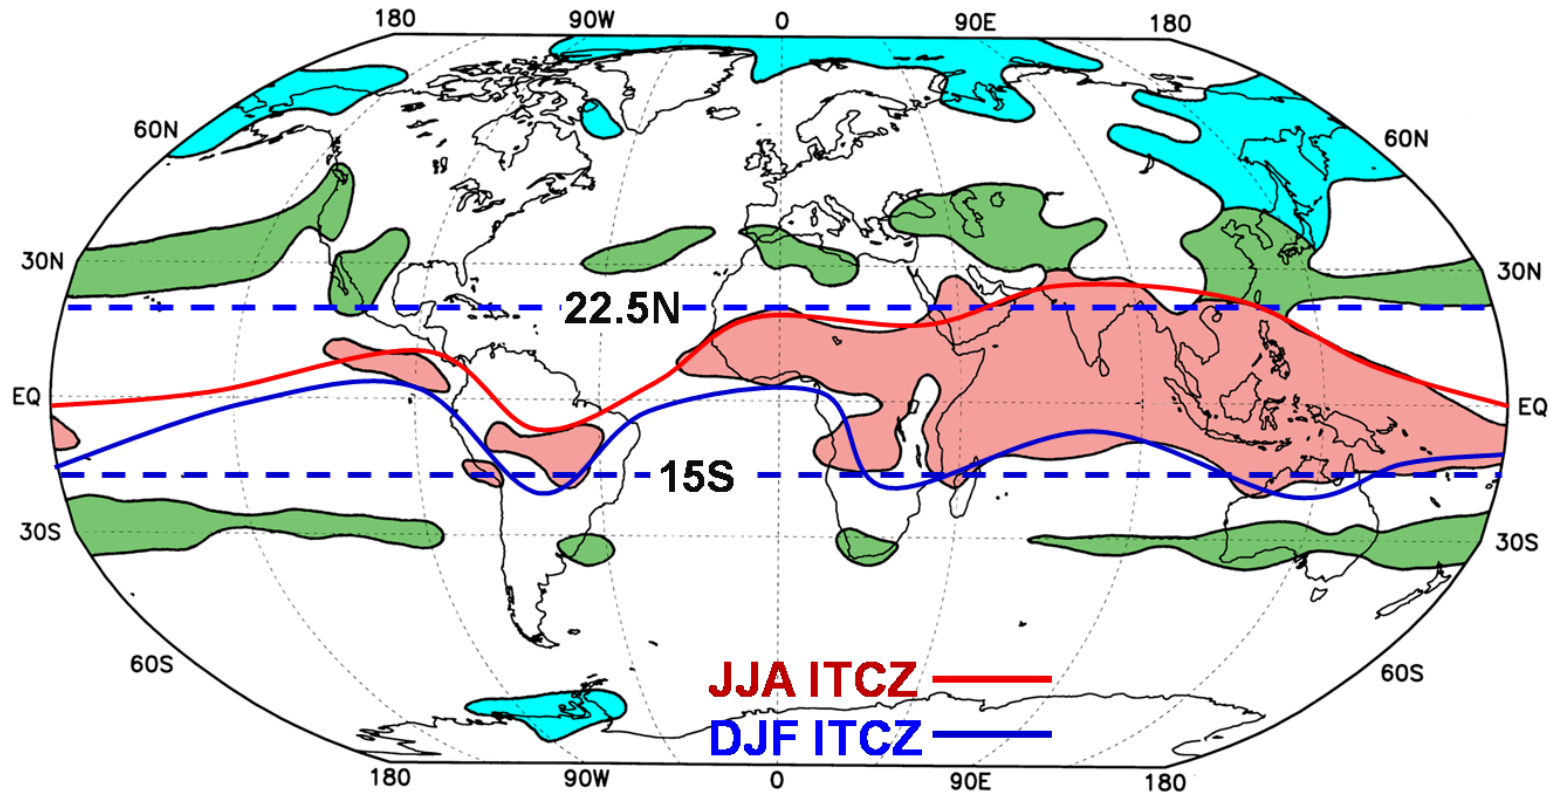 180 90W 0 90E 180
60N 60N
30N 30N
22.5N
EQ EQ
15S
30S 30S
60S 60S
JJA ITCZ
DJF ITCZ
180 90W 0 90E 180